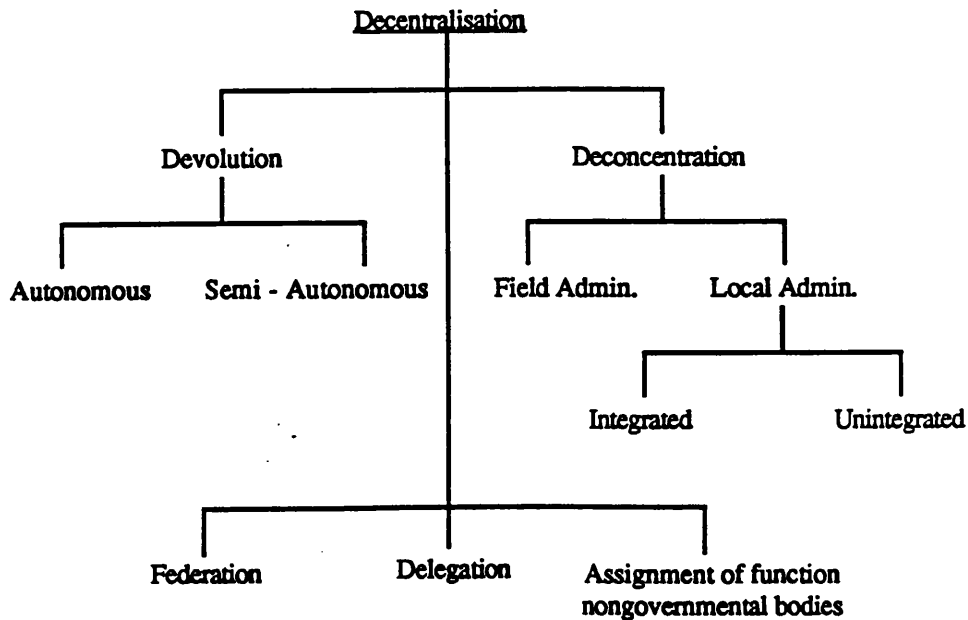 Decentralisation
Devolution
Deconcentration
Autonomous
Semi - Autonomous
Field Admin.
Local Admin.
Integrated
Unintegrated
Federation
Delegation
Assignment of function
nongovernmental bodies